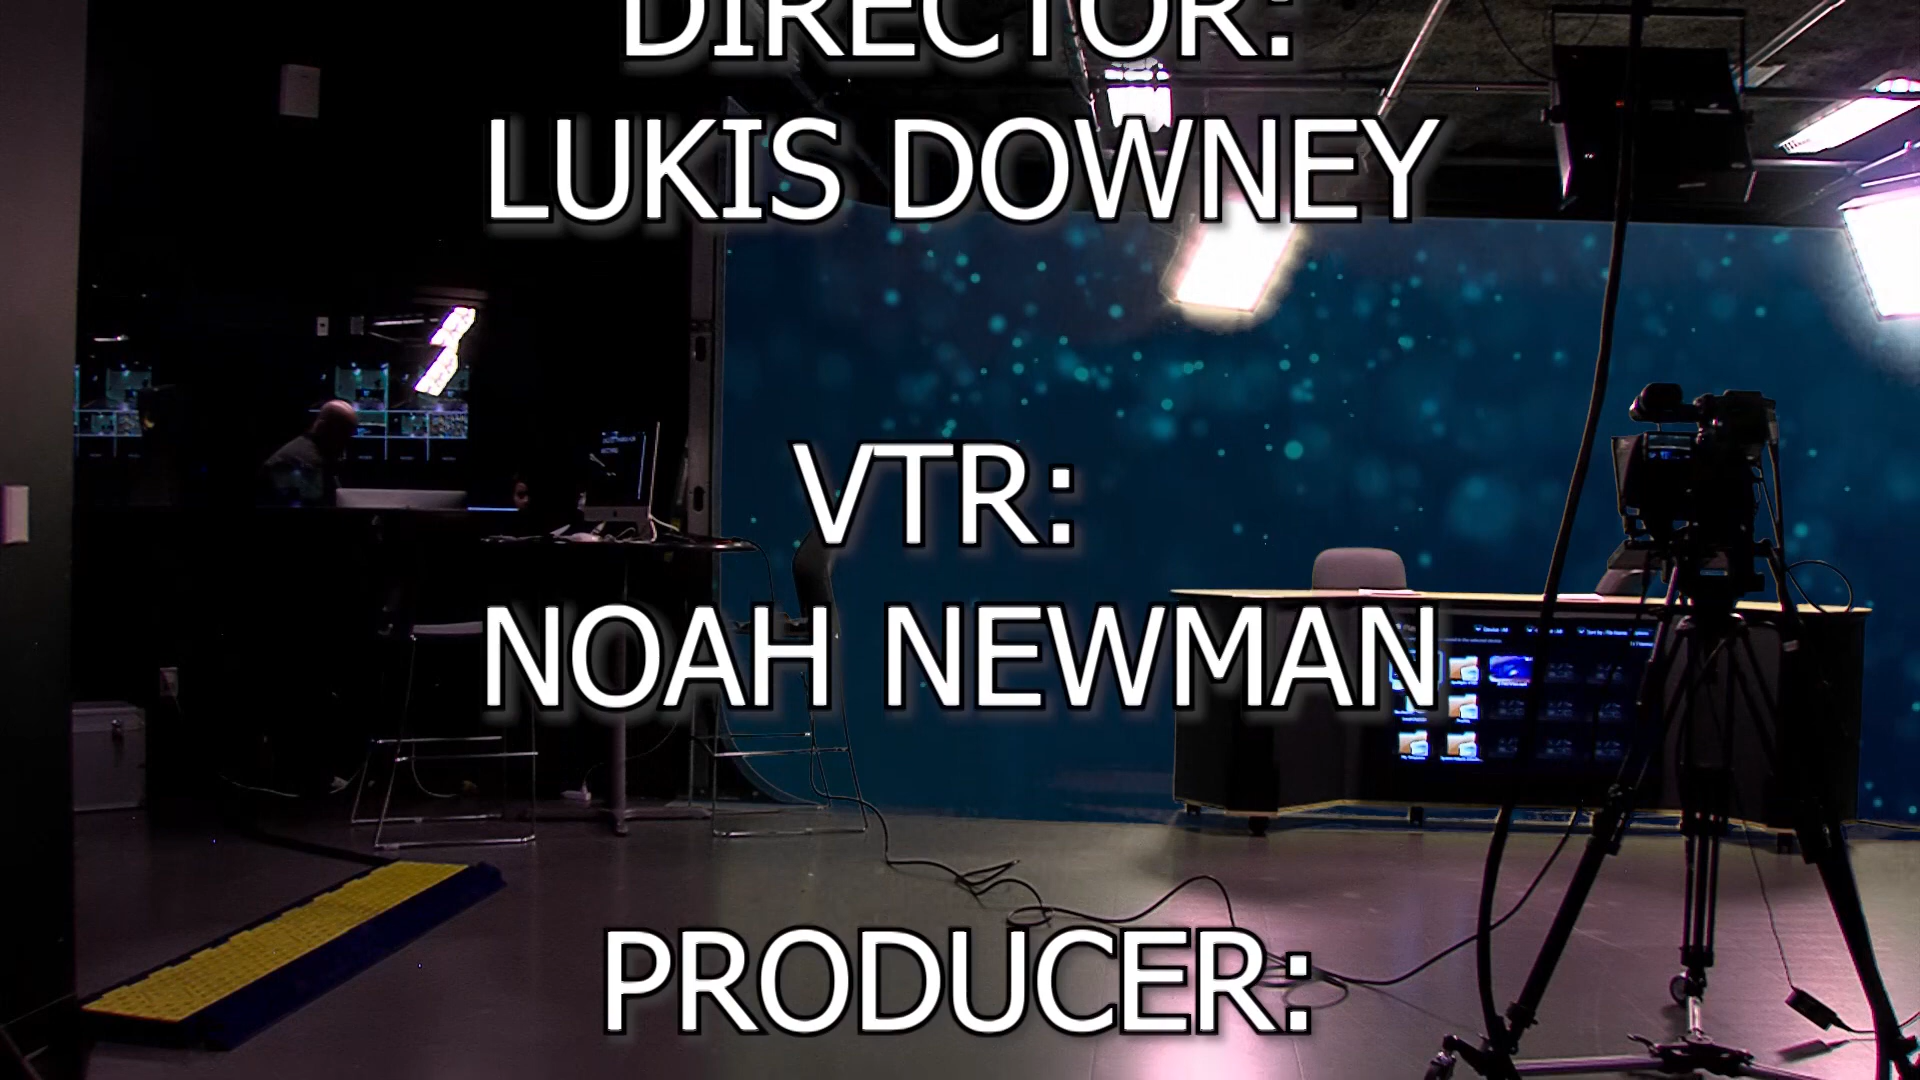 DIRECTOR:
LUKIS DOWNEY
VTR:
NOAH NEWMAN
PRODUCER: